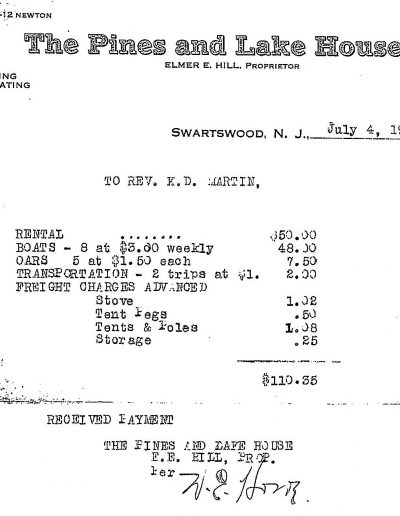 -12 NEWTON
The Pines and Lake House
ELMER E. HILL, PROPRIETOR
NG
ATING
SWARTSWOOD, N. J., July 4, 19
TO REV. K.D. MARTIN,
RENTAL ........ $50.00
BOATS - 8 at weekly 48.00
OARS 5 at $1.50 each 7.50
TRANSPORTATION - 2 trips at $1. 2.00
FREIGHT CHARGES ADVANCED
Stove 1.02
Tent Pegs .50
Tents & Poles 1.08
Storage .25
$110.35
RECEIVED PAYMENT
THE PINES AND LAKE HOUSE
E.E. HILL, PROP.
Per